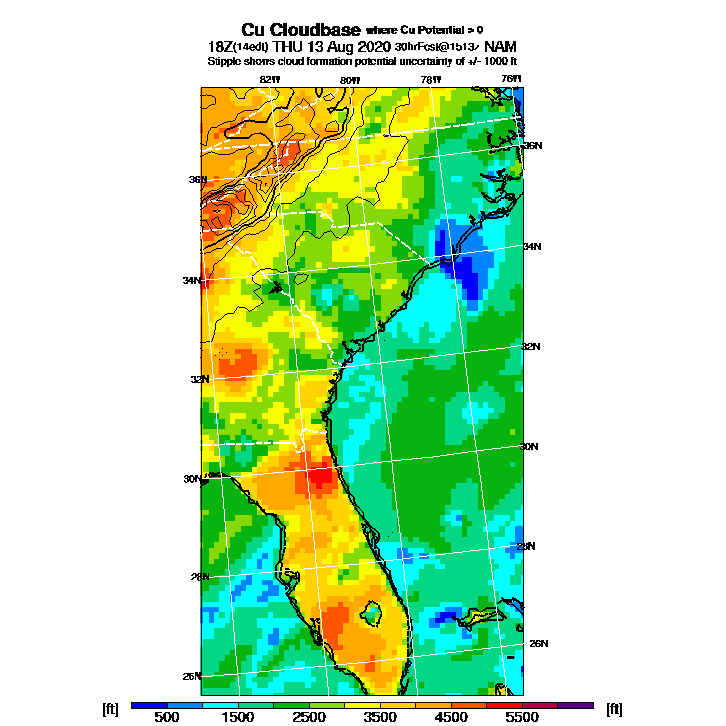 Cu Cloudbase where Cu Potential > 0
18Z(14edt) THU 13 Aug 2020 30hrFcst@1513z NAM
Stipple shows cloud formation potential uncertainty of +/- 1000 ft
82W 80W 78W 76W
36N
36N
34N
34N
32N
32N
30N
30N
28N
28N
26N
26N
[ft] 500 1500 2500 3500 4500 5500 [ft]